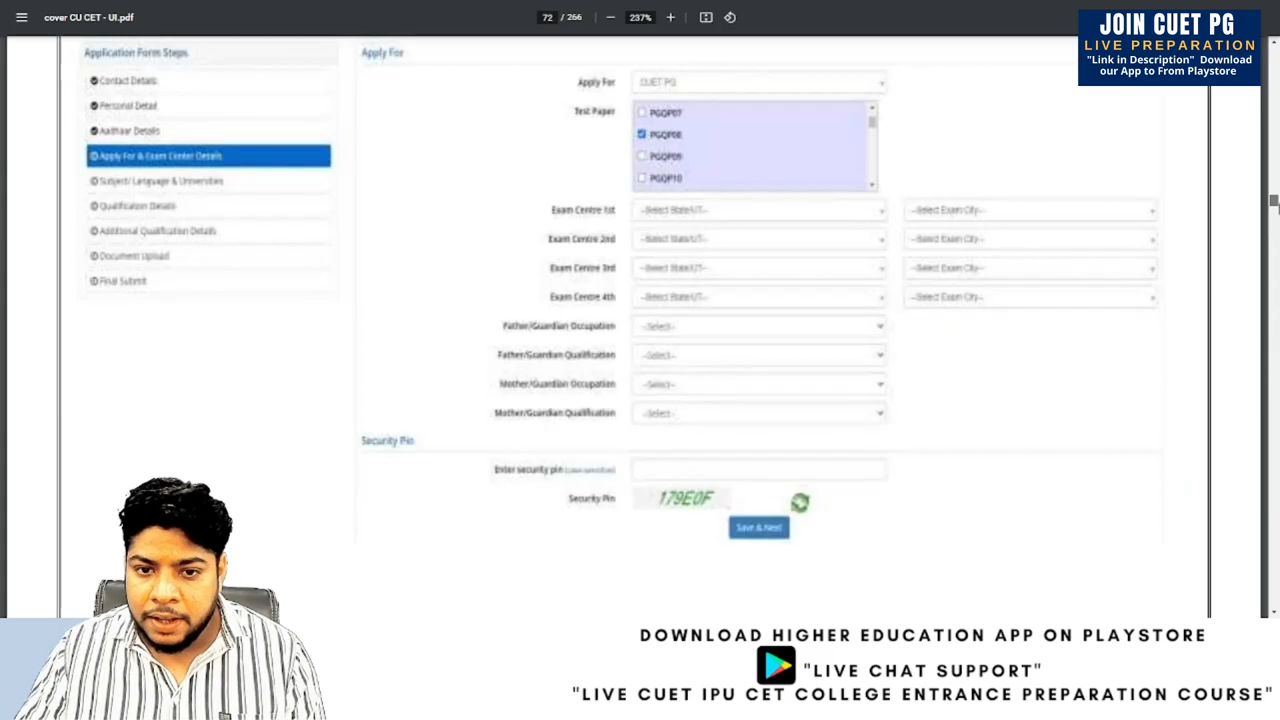 cover CU CET - UI.pdf
72 / 266
237%
JOIN CUET PG
LIVE PREPARATION
"Link in Description" Download
our App to From Playstore
Application Form Steps
Contact Details
Personal Detail
Aadhaar Details
Apply For & Exam Center Details
Subject/ Language & Universities
Qualification Details
Additional Qualification Details
Document Upload
Final Submit
Apply For
Apply For CUET PG
Test Paper PGQP07
PGQP08
PGQP09
PGQP10
Exam Centre 1st --Select State/UT-- --Select Exam City--
Exam Centre 2nd --Select State/UT-- --Select Exam City--
Exam Centre 3rd --Select State/UT-- --Select Exam City--
Exam Centre 4th --Select State/UT-- --Select Exam City--
Father/Guardian Occupation --Select--
Father/Guardian Qualification --Select--
Mother/Guardian Occupation --Select--
Mother/Guardian Qualification --Select--
Security Pin
Enter security pin (case sensitive)
Security Pin 179E0F
Save & Next
DOWNLOAD HIGHER EDUCATION APP ON PLAYSTORE
"LIVE CHAT SUPPORT"
"LIVE CUET IPU CET COLLEGE ENTRANCE PREPARATION COURSE"